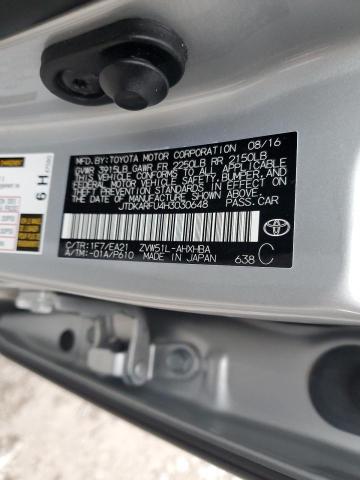 MFD.BY:TOYOTA MOTOR CORPORATION 08/16
GVWR 3915LB GAWR FR 2250LB RR 2150LB
THIS VEHICLE CONFORMS TO ALL APPLICABLE
FEDERAL MOTOR VEHICLE SAFETY, BUMPER, AND
THEFT PREVENTION STANDARDS IN EFFECT ON
THE DATE OF MANUFACTURE SHOWN ABOVE.
JTDKARFU4H3030648 PASS.CAR
C/TR:1F7/EA21 ZVW51L-AHXHBA
A/TM:-01A/P610 MADE IN JAPAN 638 C
TOYOTA
6 H